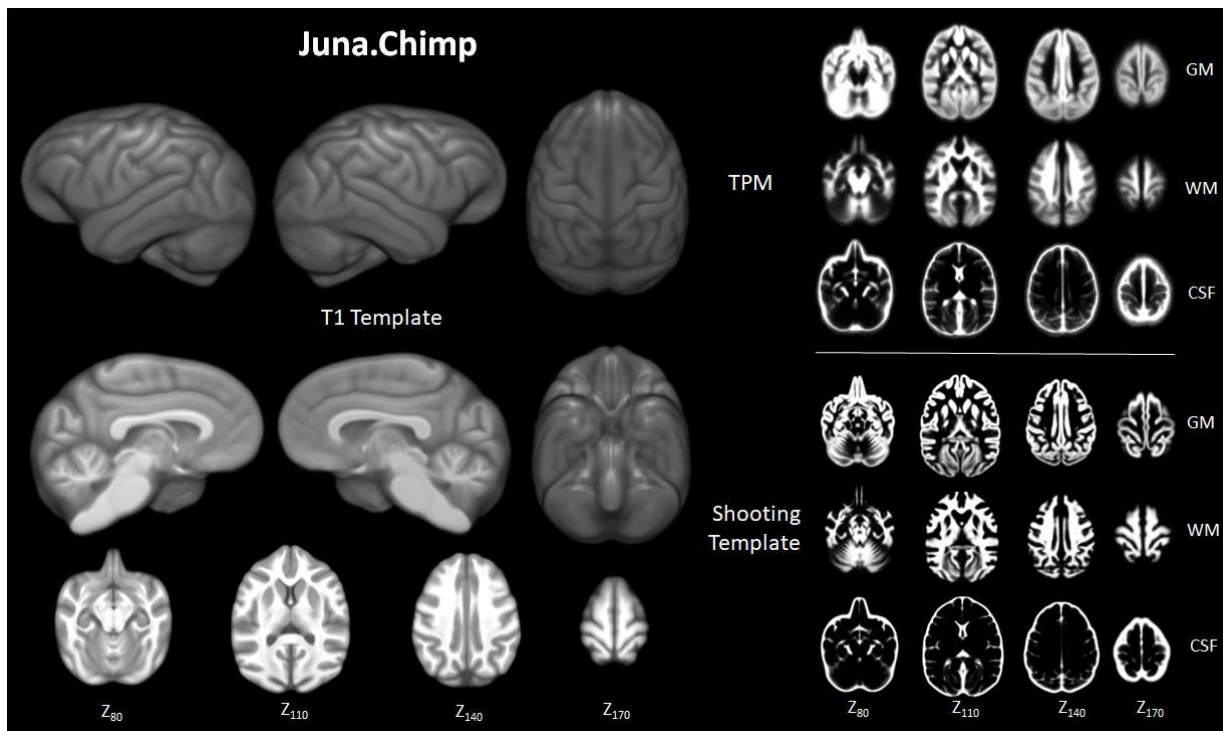 Juna.Chimp
T1 Template
Z80
Z110
Z140
Z170
TPM
GM
WM
CSF
Shooting
Template
GM
WM
CSF
Z80
Z110
Z140
Z170